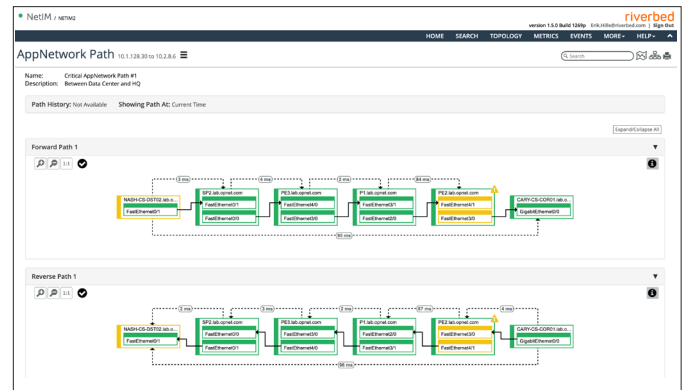 NetIM / NETIM2
riverbed
version 1.5.0 Build 1269p Erik.Hille@riverbed.com | Sign Out
HOME SEARCH TOPOLOGY METRICS EVENTS MORE HELP
AppNetwork Path 10.1.128.30 to 10.2.8.6
Search
Name: Critical AppNetwork Path #1
Description: Between Data Center and HQ
Path History: Not Available Showing Path At: Current Time
Expand/Collapse All
Forward Path 1
1:1
3 ms 4 ms 2 ms 84 ms
NASH-CS-DST02.lab.o... SP2.lab.opnet.com PE3.lab.opnet.com P1.lab.opnet.com PE2.lab.opnet.com CARY-CS-COR01.lab.o...
FastEthernet0/1 FastEthernet0/1 FastEthernet4/0 FastEthernet3/1 FastEthernet4/1 GigabitEthernet0/0
FastEthernet0/0 FastEthernet3/0 FastEthernet2/0 FastEthernet3/0
Reverse Path 1
1:1
3 ms 3 ms 2 ms 87 ms 4 ms
NASH-CS-DST02.lab.o... SP2.lab.opnet.com PE3.lab.opnet.com P1.lab.opnet.com PE2.lab.opnet.com CARY-CS-COR01.lab.o...
FastEthernet0/1 FastEthernet0/0 FastEthernet3/0 FastEthernet2/0 FastEthernet3/0 GigabitEthernet0/0
FastEthernet0/1 FastEthernet4/0 FastEthernet3/1 FastEthernet4/1
98 ms